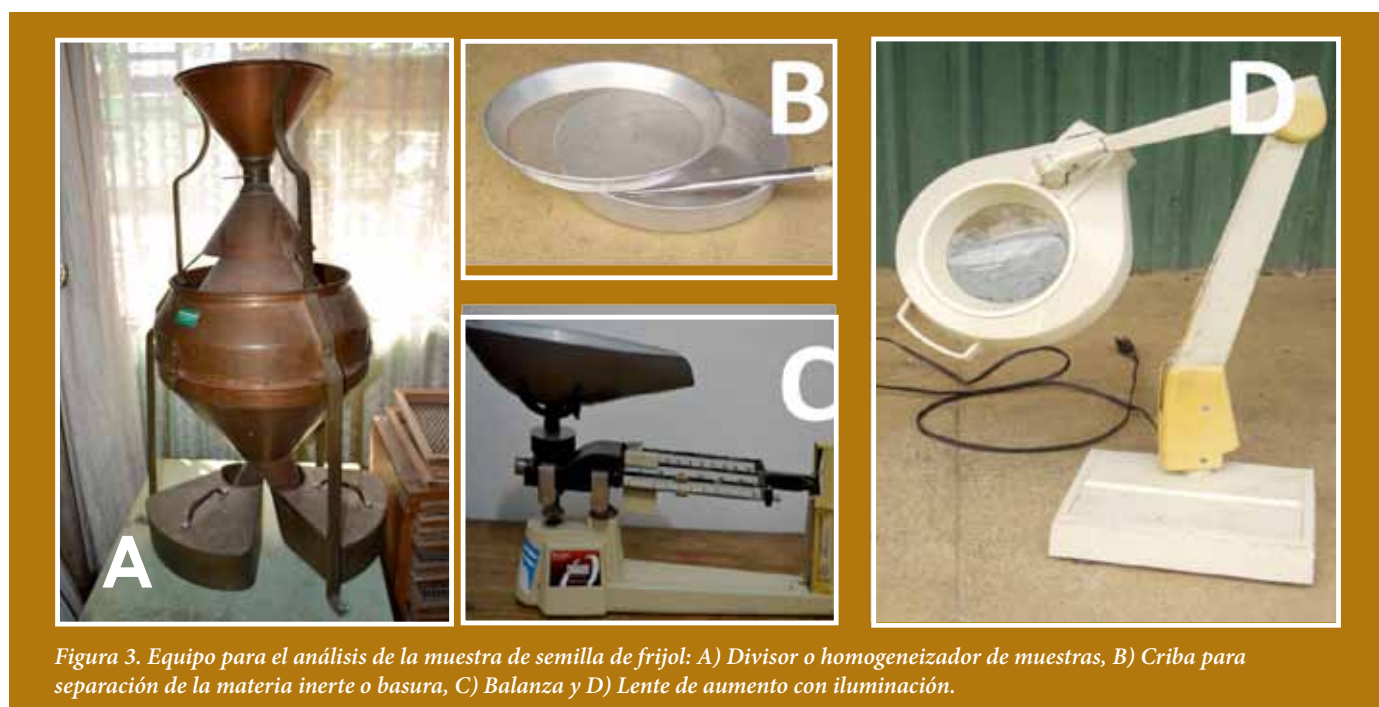 A
B
C
D
Figura 3. Equipo para el análisis de la muestra de semilla de frijol: A) Divisor o homogeneizador de muestras, B) Criba para
separación de la materia inerte o basura, C) Balanza y D) Lente de aumento con iluminación.